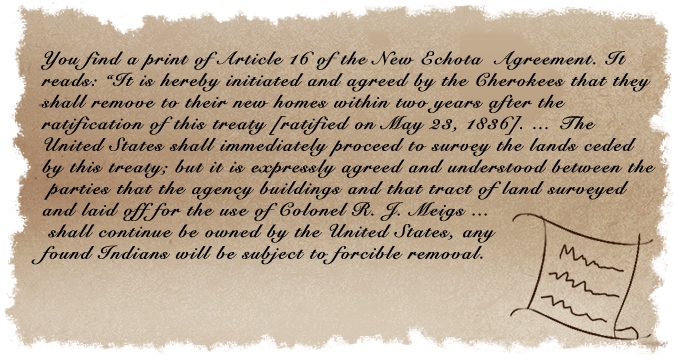 You find a print of Article 16 of the New Echota Agreement. It
reads: “It is hereby initiated and agreed by the Cherokees that they
shall remove to their new homes within two years after the
ratification of this treaty [ratified on May 23, 1836]. ... The
United States shall immediately proceed to survey the lands ceded
by this treaty; but it is expressly agreed and understood between the
parties that the agency buildings and that tract of land surveyed
and laid off for the use of Colonel R. J. Meigs ...
shall continue be owned by the United States, any
found Indians will be subject to forcible removal.